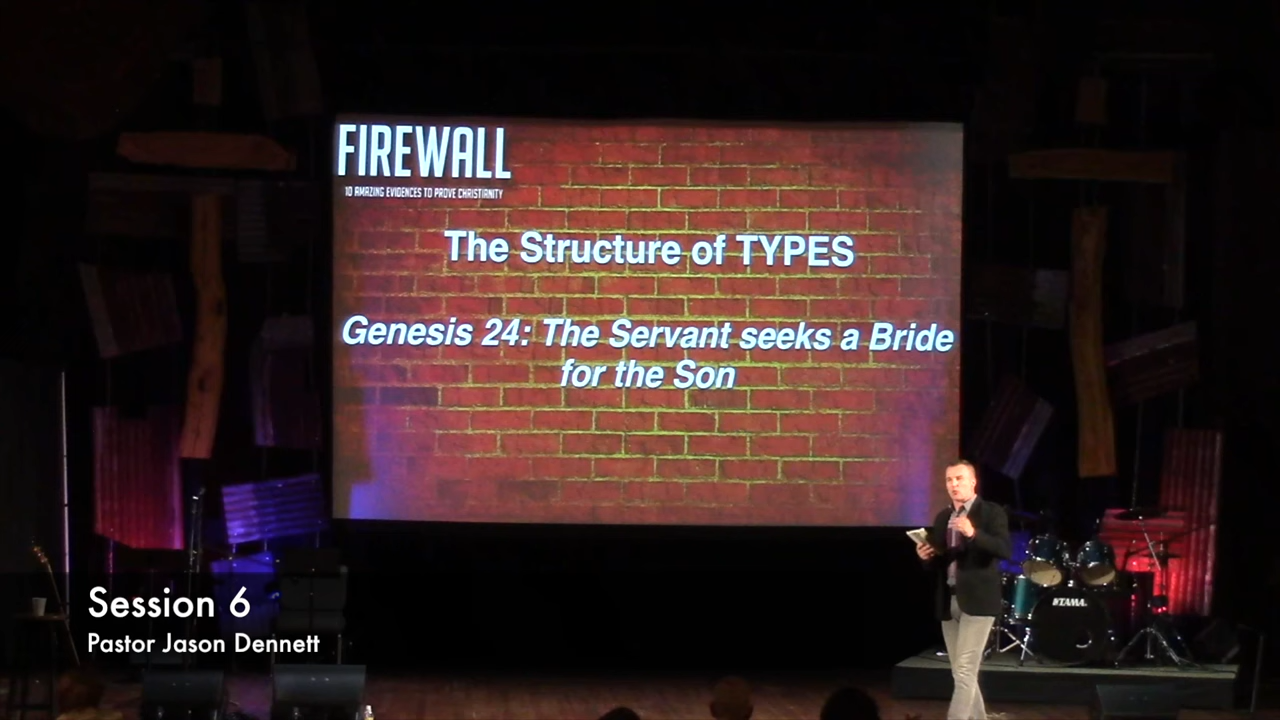 FIREWALL
10 AMAZING EVIDENCES TO PROVE CHRISTIANITY
The Structure of TYPES
Genesis 24: The Servant seeks a Bride
for the Son
TAMA
Session 6
Pastor Jason Dennett